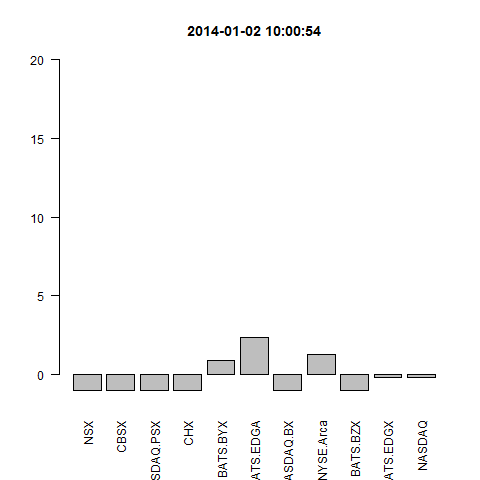 2014-01-02 10:00:54
20
15
10
5
0
NSX
CBSX
SDAQ.PSX
CHX
BATS.BYX
ATS.EDGA
ASDAQ.BX
NYSE.Arca
BATS.BZX
ATS.EDGX
NASDAQ